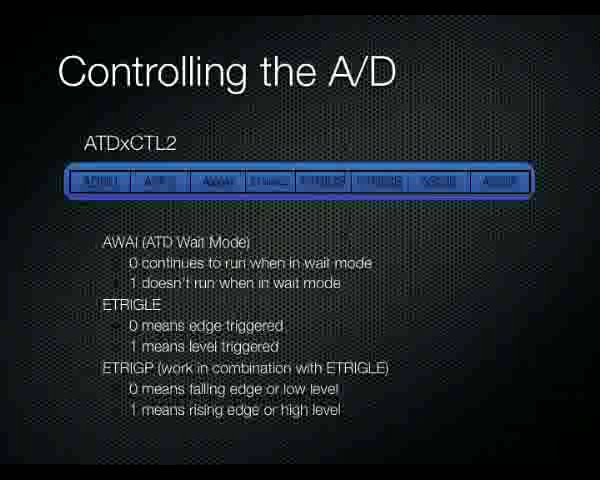 Controlling the A/D
ATDxCTL2
AWAI (ATD Wait Mode)
0 continues to run when in wait mode
1 doesn't run when in wait mode
ETRIGLE
0 means edge triggered
1 means level triggered
ETRIGP (work in combination with ETRIGLE)
0 means falling edge or low level
1 means rising edge or high level